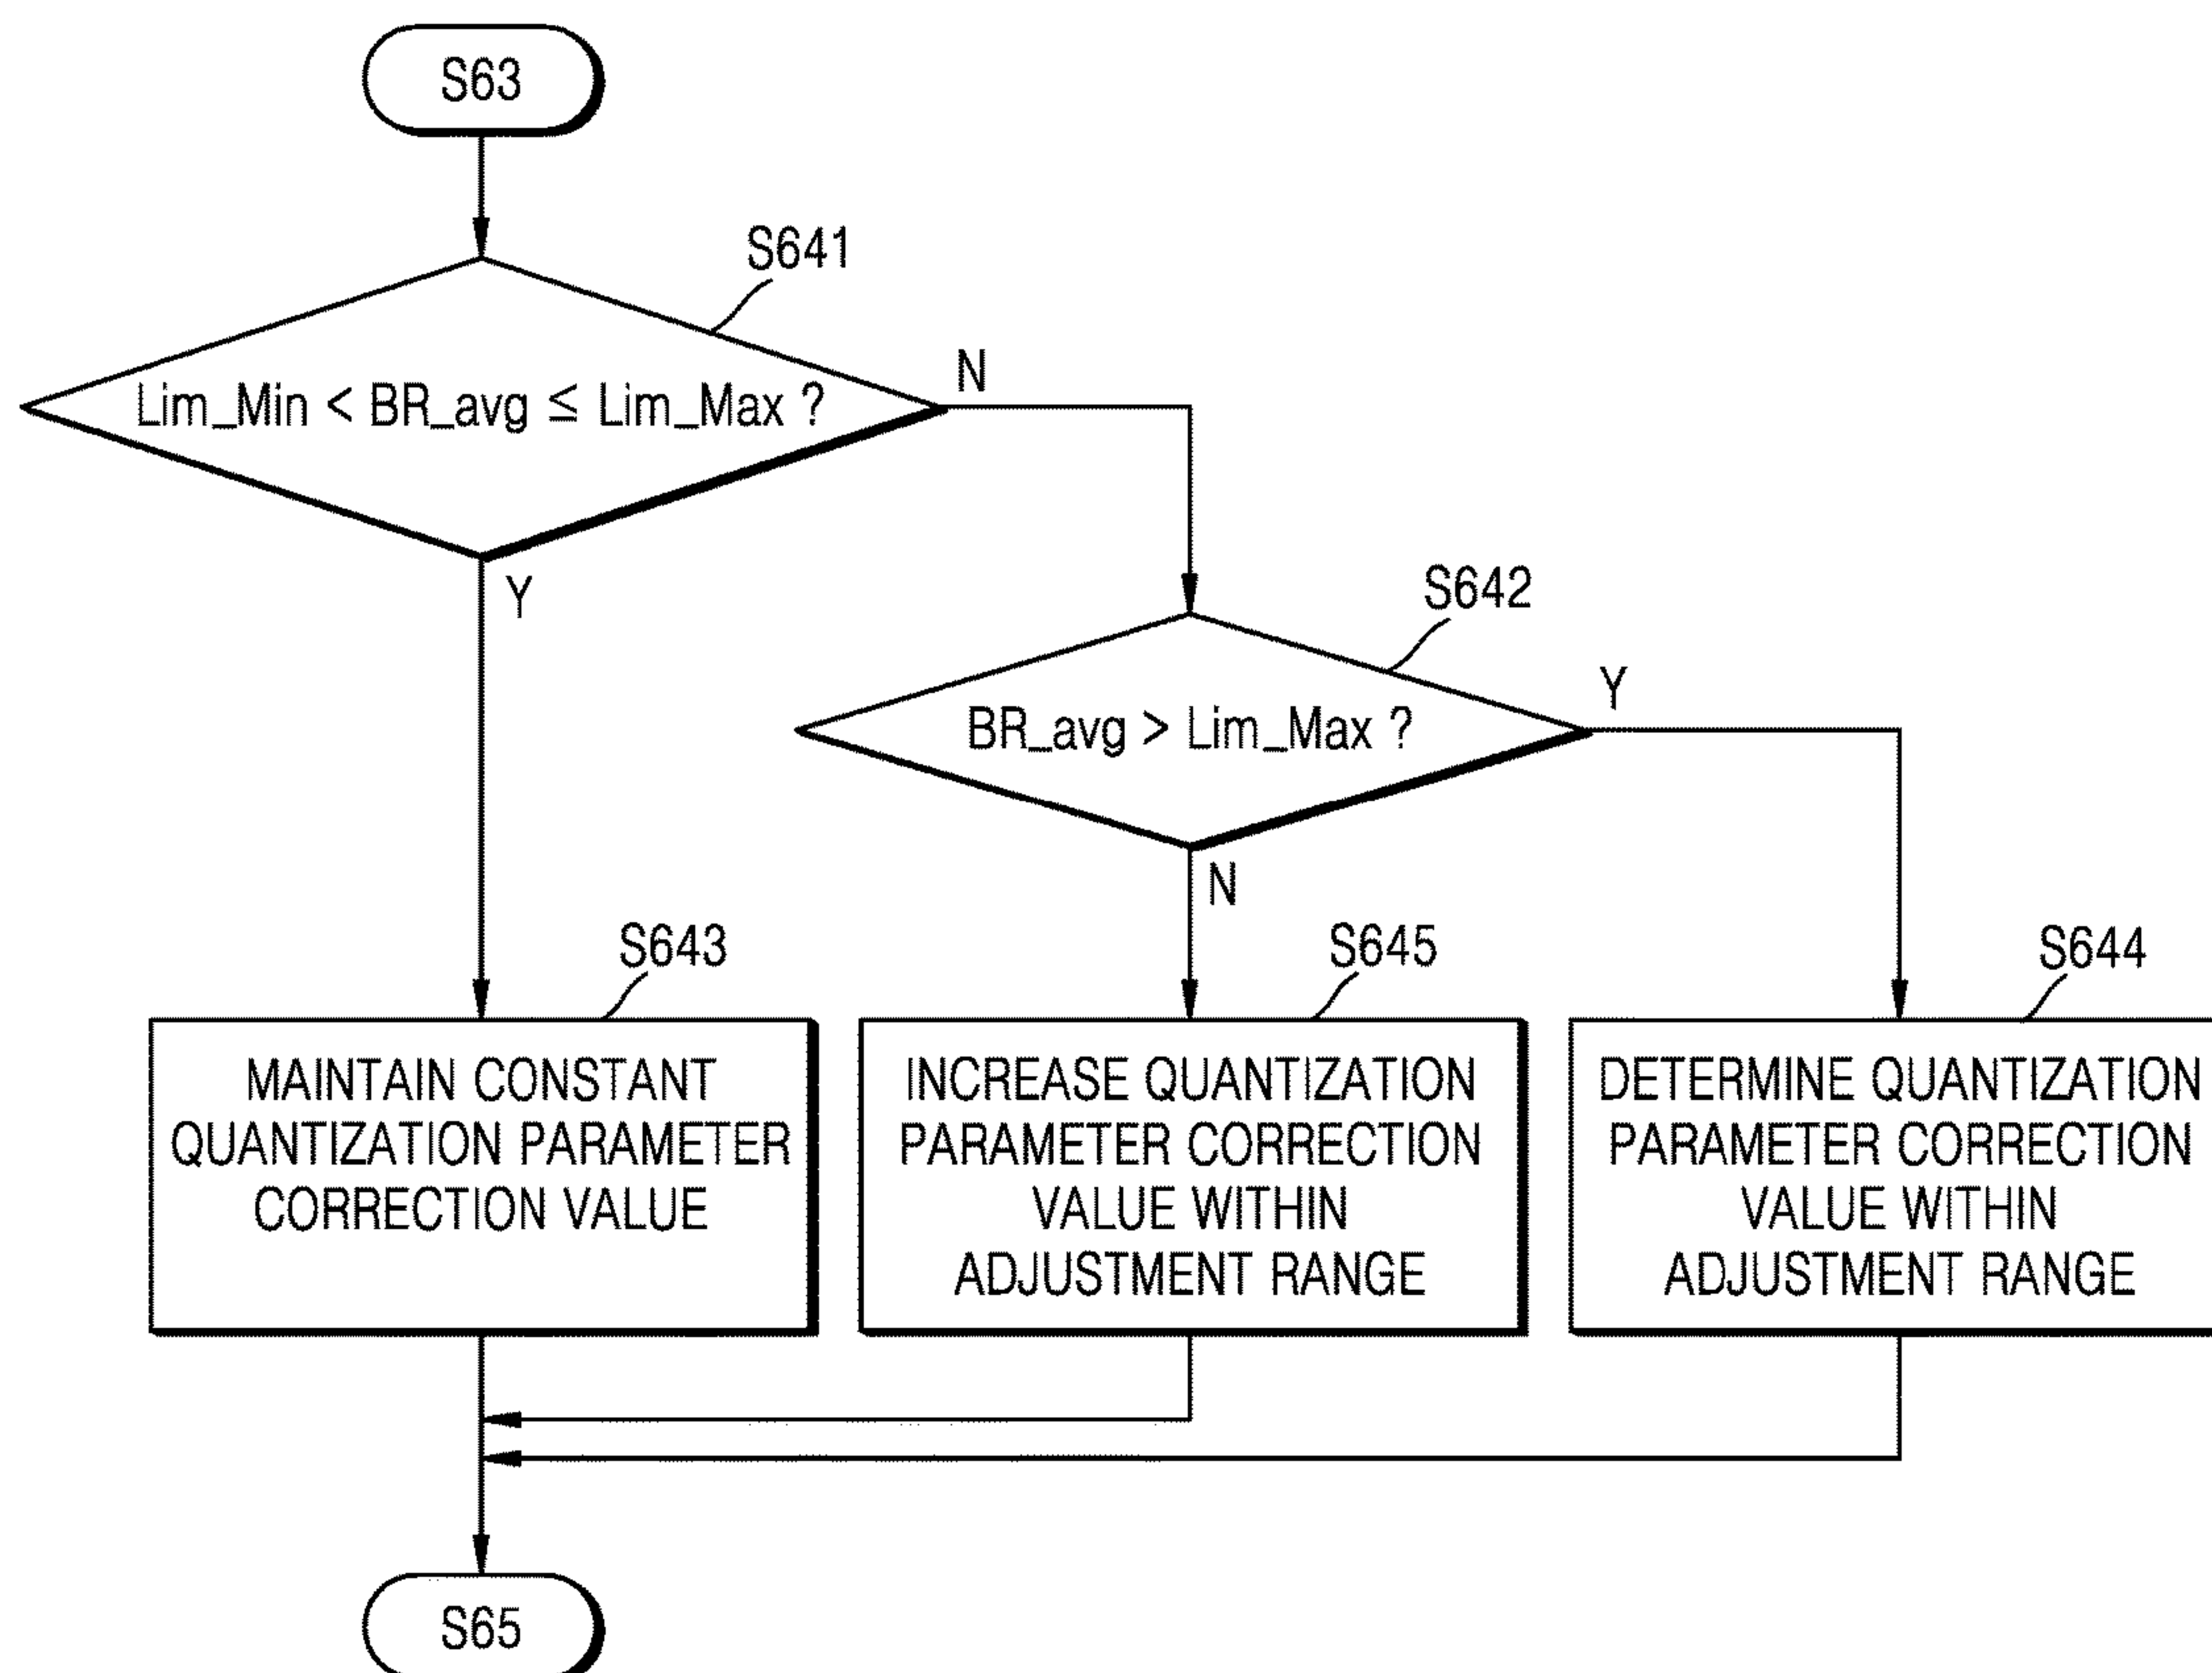 S63
S641
Lim_Min < BR_avg ≤ Lim_Max ?
N
Y
S642
BR_avg > Lim_Max ?
Y
N
S643
MAINTAIN CONSTANT
QUANTIZATION PARAMETER
CORRECTION VALUE
S645
INCREASE QUANTIZATION
PARAMETER CORRECTION
VALUE WITHIN
ADJUSTMENT RANGE
S644
DETERMINE QUANTIZATION
PARAMETER CORRECTION
VALUE WITHIN
ADJUSTMENT RANGE
S65